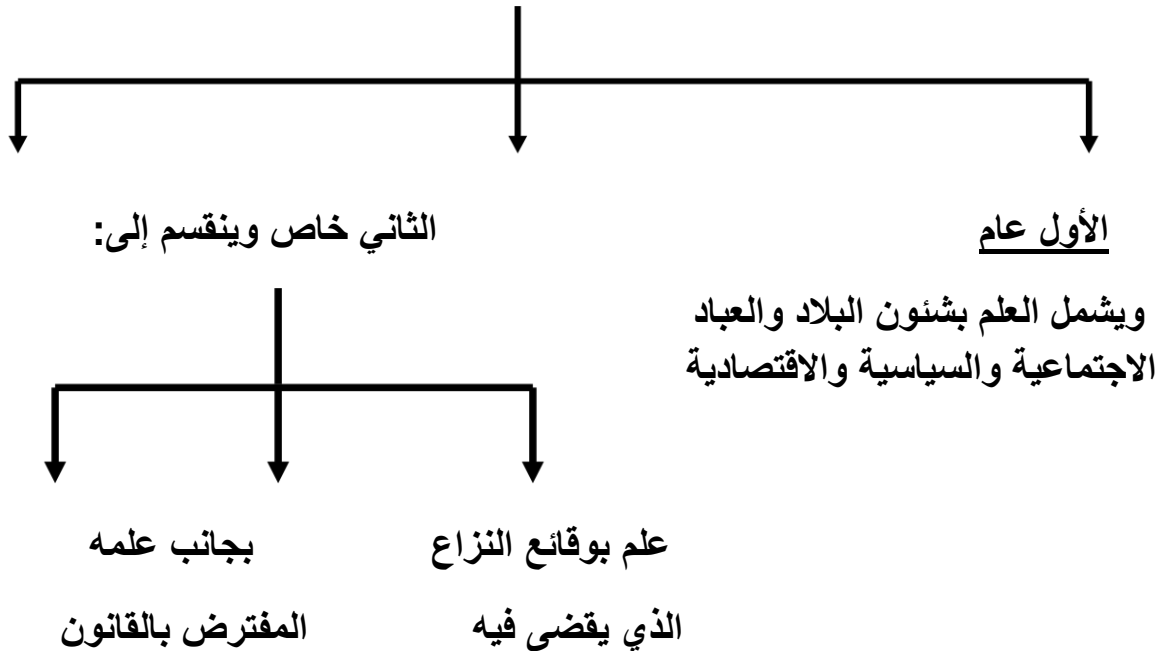 الأول عام
ويشمل العلم بشئون البلاد والعباد
الاجتماعية والسياسية والاقتصادية
الثاني خاص وينقسم إلى:
علم بوقائع النزاع
الذي يقضى فيه
بجانب علمه
المفترض بالقانون